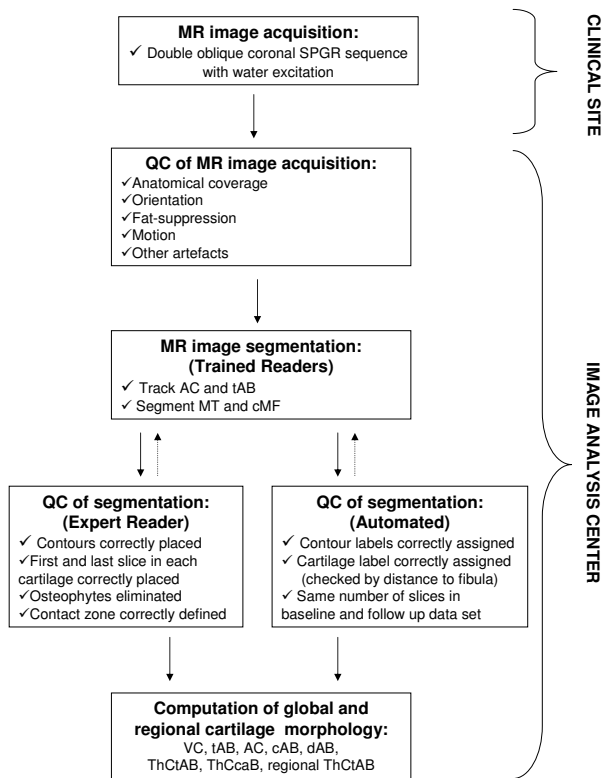 MR image acquisition:
✓ Double oblique coronal SPGR sequence
with water excitation
CLINICAL SITE
QC of MR image acquisition:
✓Anatomical coverage
✓Orientation
✓Fat-suppression
✓Motion
✓Other artefacts
MR image segmentation:
(Trained Readers)
✓ Track AC and tAB
✓ Segment MT and cMF
IMAGE ANALYSIS CENTER
QC of segmentation:
(Expert Reader)
✓ Contours correctly placed
✓First and last slice in each
cartilage correctly placed
✓Osteophytes eliminated
✓Contact zone correctly defined
QC of segmentation:
(Automated)
✓ Contour labels correctly assigned
✓ Cartilage label correctly assigned
(checked by distance to fibula)
✓ Same number of slices in
baseline and follow up data set
Computation of global and
regional cartilage morphology:
VC, tAB, AC, cAB, dAB,
ThCtAB, ThCcaB, regional ThCtAB